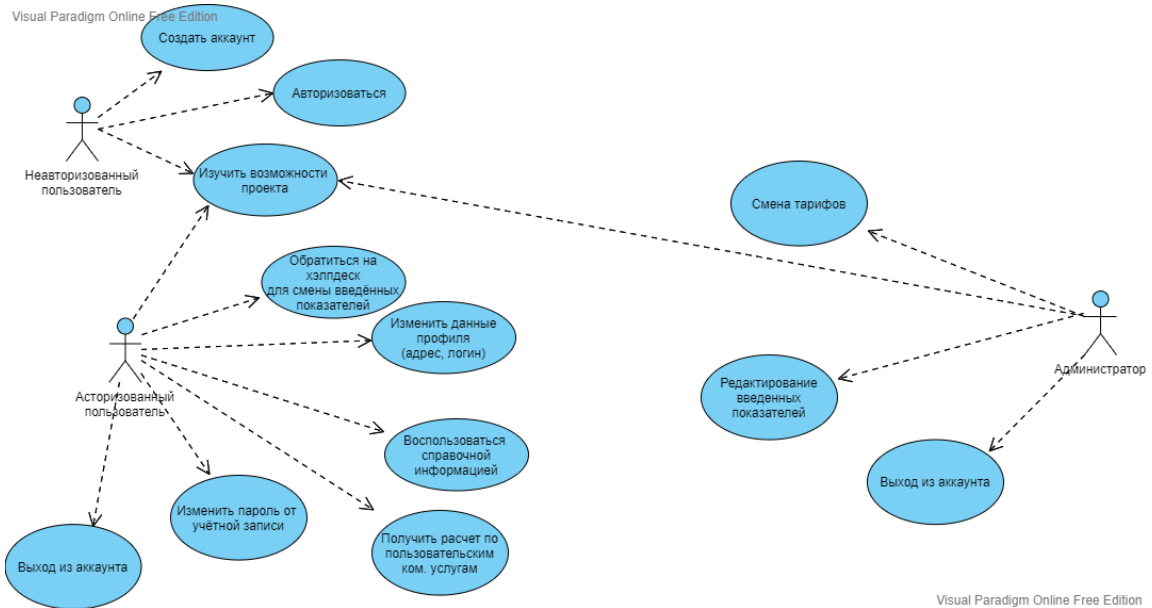 Visual Paradigm Online Free Edition
Создать аккаунт
Авторизоваться
Неавторизованный
пользователь
Изучить возможности
проекта
Смена тарифов
Обратиться на
хэлпдеск
для смены введённых
показателей
Изменить данные
профиля
(адрес, логин)
Асторизованный
пользователь
Администратор
Редактирование
введенных
показателей
Воспользоваться
справочной
информацией
Выход из аккаунта
Изменить пароль от
учётной записи
Получить расчет по
пользовательским
ком. услугам
Выход из аккаунта
Visual Paradigm Online Free Edition